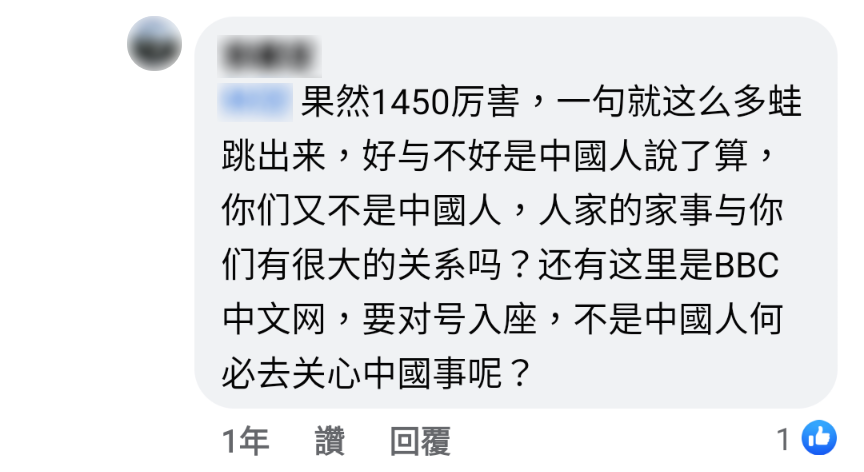 果然1450厉害，一句就这么多蛙
跳出来，好与不好是中國人說了算，
你们又不是中國人，人家的家事与你
们有很大的关系吗？还有这里是BBC
中文网，要对号入座，不是中國人何
必去关心中國事呢？
1年 讚 回覆 1